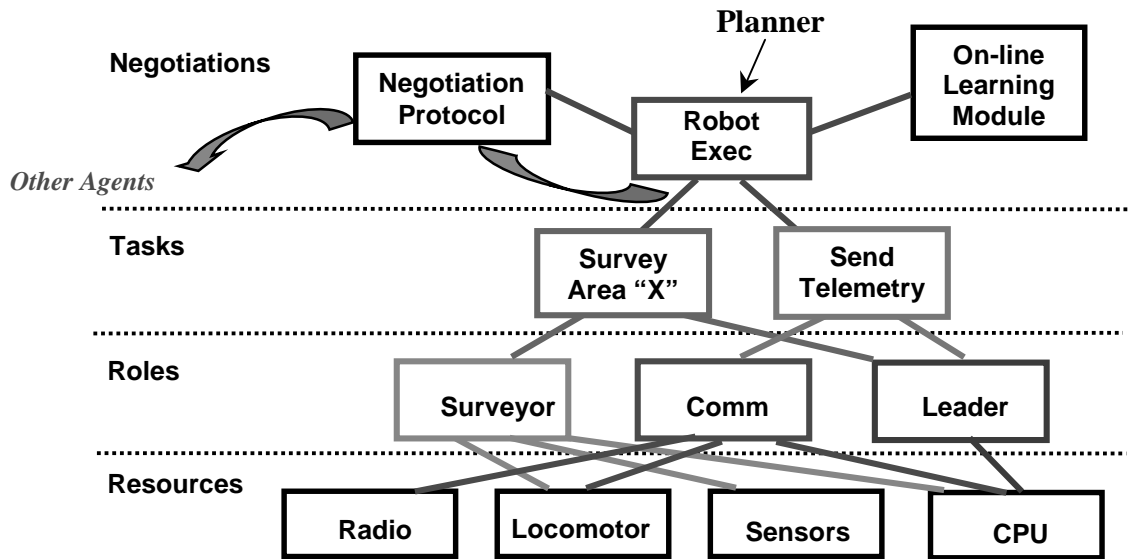 Planner
Negotiations
Negotiation
Protocol
Robot
Exec
On-line
Learning
Module
Other Agents
Tasks
Survey
Area “X”
Send
Telemetry
Roles
Surveyor
Comm
Leader
Resources
Radio
Locomotor
Sensors
CPU